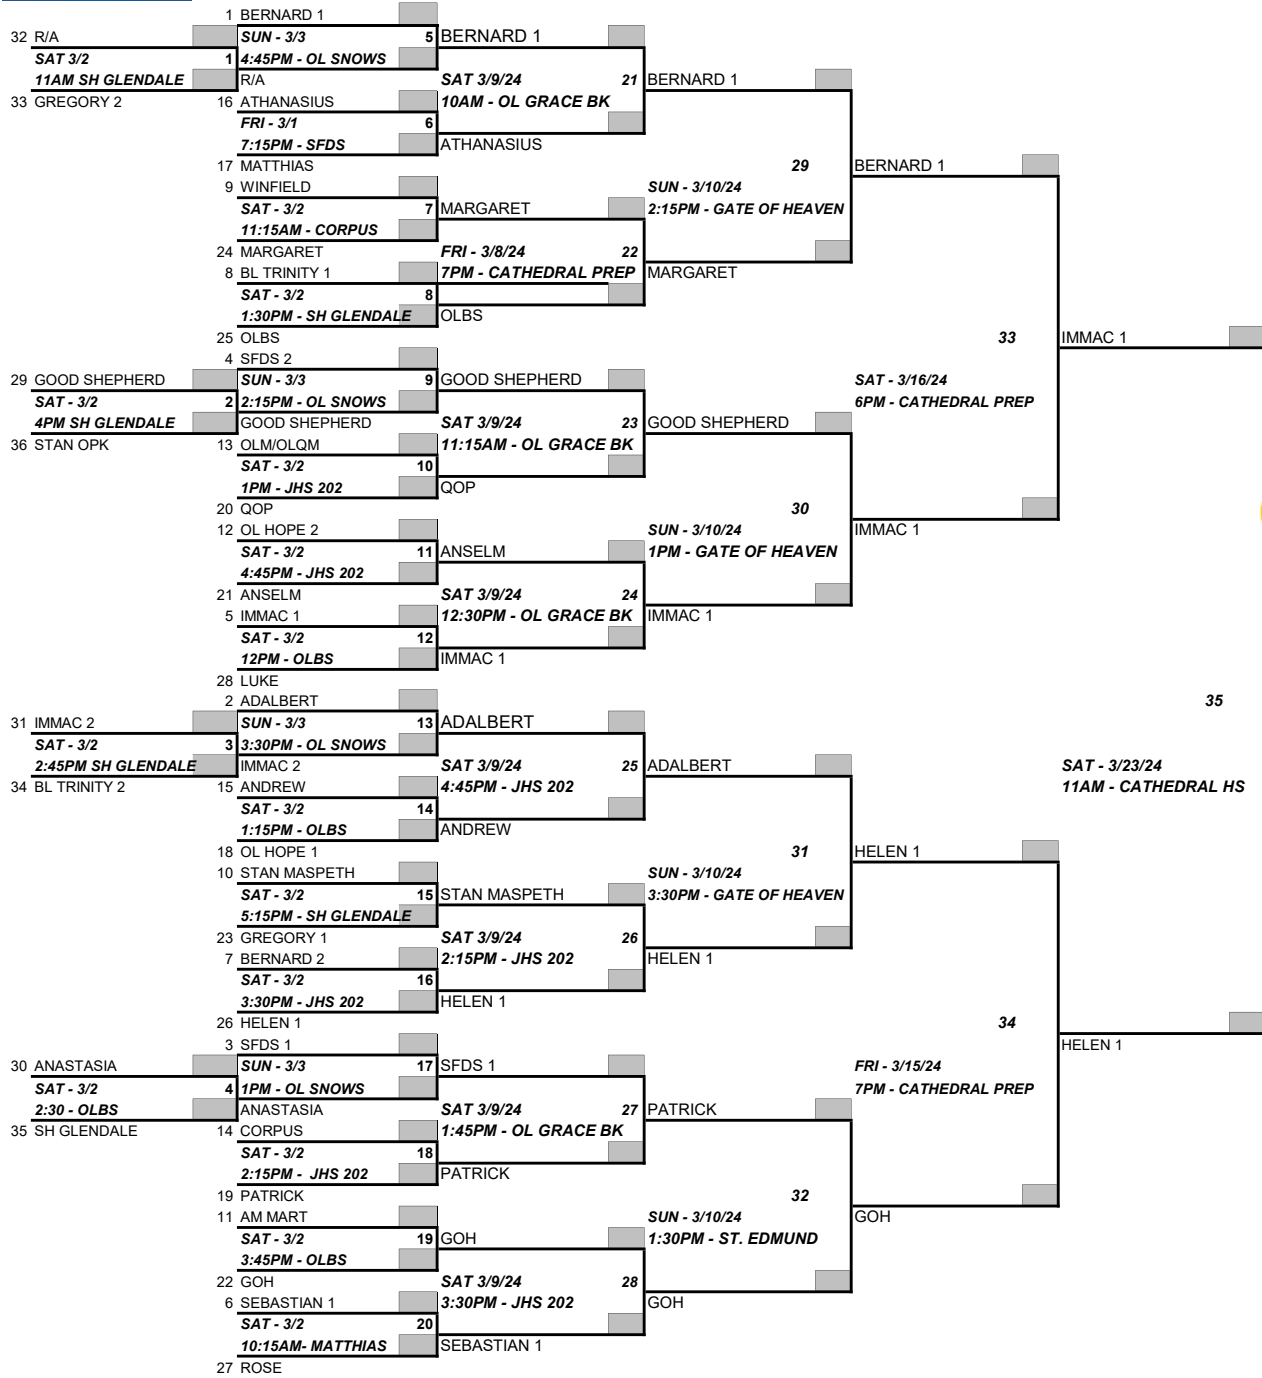 1 BERNARD 1
32 R/A SUN - 3/3 5 BERNARD 1
SAT 3/2 1 4:45PM - OL SNOWS
11AM SH GLENDALE R/A SAT 3/9/24 21 BERNARD 1
33 GREGORY 2 16 ATHANASIUS 10AM - OL GRACE BK
FRI - 3/1 6
7:15PM - SFDS ATHANASIUS
17 MATTHIAS 29 BERNARD 1
9 WINFIELD SUN - 3/10/24
SAT - 3/2 7 MARGARET 2:15PM - GATE OF HEAVEN
11:15AM - CORPUS
24 MARGARET FRI - 3/8/24 22
8 BL TRINITY 1 7PM - CATHEDRAL PREP MARGARET
SAT - 3/2 8
1:30PM - SH GLENDALE OLBS
25 OLBS 33 IMMAC 1
4 SFDS 2
29 GOOD SHEPHERD SUN - 3/3 9 GOOD SHEPHERD SAT - 3/16/24
SAT - 3/2 2 2:15PM - OL SNOWS 6PM - CATHEDRAL PREP
4PM SH GLENDALE GOOD SHEPHERD SAT 3/9/24 23 GOOD SHEPHERD
36 STAN OPK 13 OLM/OLQM 11:15AM - OL GRACE BK
SAT - 3/2 10
1PM - JHS 202 QOP
20 QOP 30
12 OL HOPE 2 SUN - 3/10/24 IMMAC 1
SAT - 3/2 11 ANSELM 1PM - GATE OF HEAVEN
4:45PM - JHS 202
21 ANSELM SAT 3/9/24 24
5 IMMAC 1 12:30PM - OL GRACE BK IMMAC 1
SAT - 3/2 12
12PM - OLBS IMMAC 1
28 LUKE
2 ADALBERT 35
31 IMMAC 2 SUN - 3/3 13 ADALBERT
SAT - 3/2 3 3:30PM - OL SNOWS
2:45PM SH GLENDALE IMMAC 2 SAT 3/9/24 25 ADALBERT SAT - 3/23/24
34 BL TRINITY 2 15 ANDREW 4:45PM - JHS 202 11AM - CATHEDRAL HS
SAT - 3/2 14
1:15PM - OLBS ANDREW
18 OL HOPE 1 31 HELEN 1
10 STAN MASPETH SUN - 3/10/24
SAT - 3/2 15 STAN MASPETH 3:30PM - GATE OF HEAVEN
5:15PM - SH GLENDALE
23 GREGORY 1 SAT 3/9/24 26
7 BERNARD 2 2:15PM - JHS 202 HELEN 1
SAT - 3/2 16
3:30PM - JHS 202 HELEN 1
26 HELEN 1 34
3 SFDS 1 HELEN 1
30 ANASTASIA SUN - 3/3 17 SFDS 1 FRI - 3/15/24
SAT - 3/2 4 1PM - OL SNOWS 7PM - CATHEDRAL PREP
2:30 - OLBS ANASTASIA SAT 3/9/24 27 PATRICK
35 SH GLENDALE 14 CORPUS 1:45PM - OL GRACE BK
SAT - 3/2 18
2:15PM - JHS 202 PATRICK
19 PATRICK 32
11 AM MART SUN - 3/10/24 GOH
SAT - 3/2 19 GOH 1:30PM - ST. EDMUND
3:45PM - OLBS
22 GOH SAT 3/9/24 28
6 SEBASTIAN 1 3:30PM - JHS 202 GOH
SAT - 3/2 20
10:15AM- MATTHIAS SEBASTIAN 1
27 ROSE